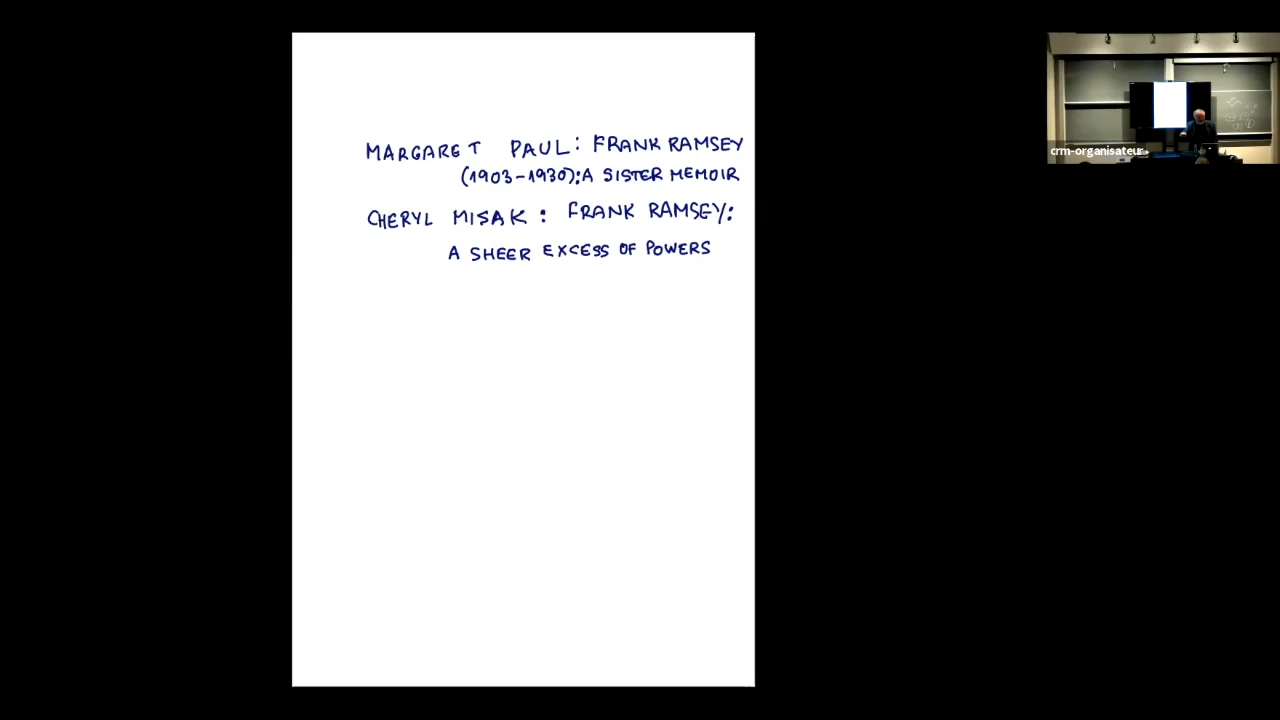 MARGARET PAUL: FRANK RAMSEY
(1903-1930): A SISTER MEMOIR
CHERYL MISAK: FRANK RAMSEY:
A SHEER EXCESS OF POWERS
crm-organisateur